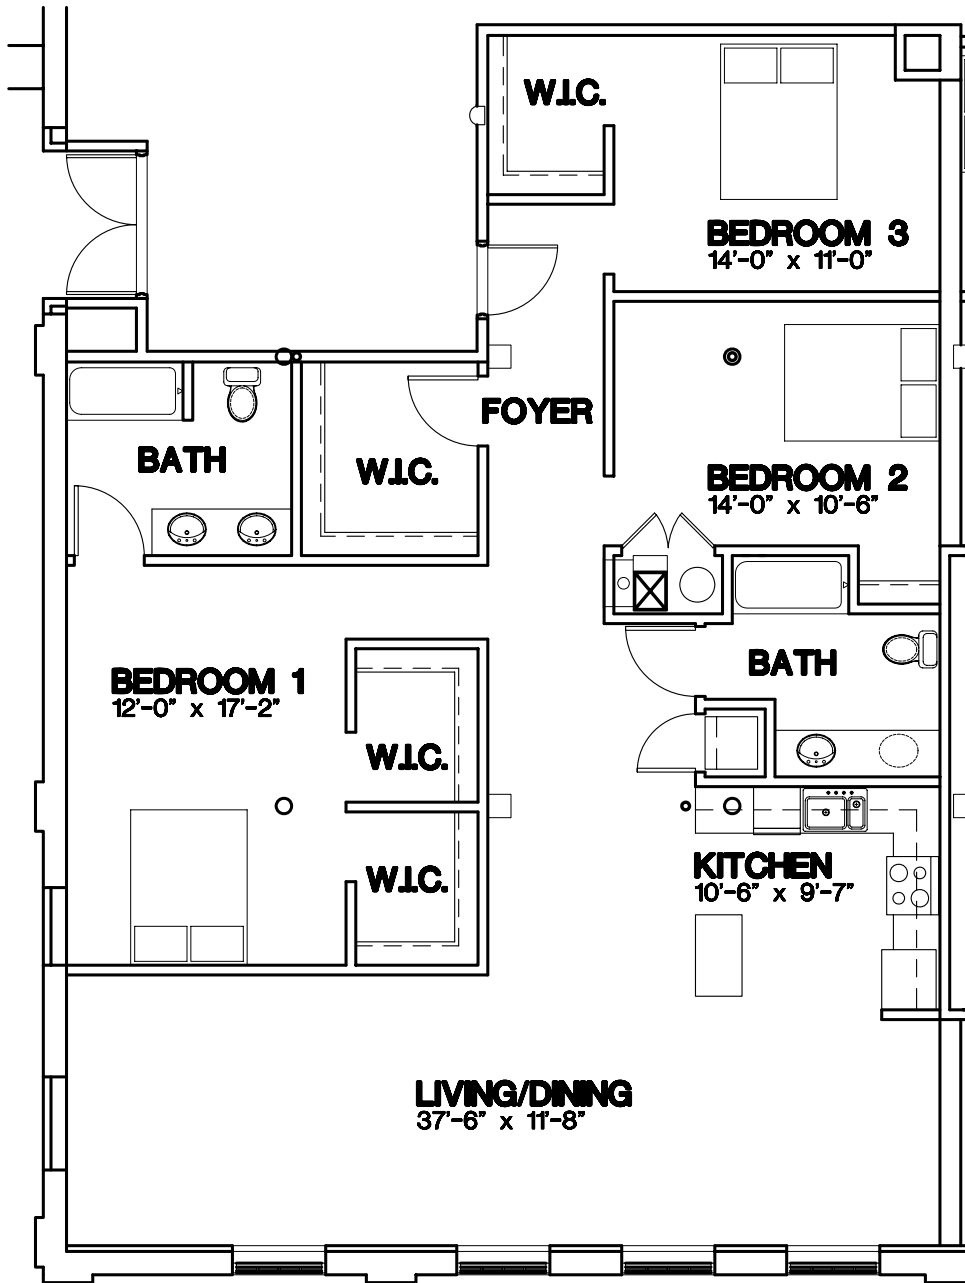 W.I.C.
BEDROOM 3
14'-0" x 11'-0"
FOYER
BATH
W.I.C.
BEDROOM 2
14'-0" x 10'-6"
BEDROOM 1
12'-0" x 17'-2"
BATH
W.I.C.
W.I.C.
KITCHEN
10'-6" x 9'-7"
LIVING/DINING
37'-6" x 11'-8"